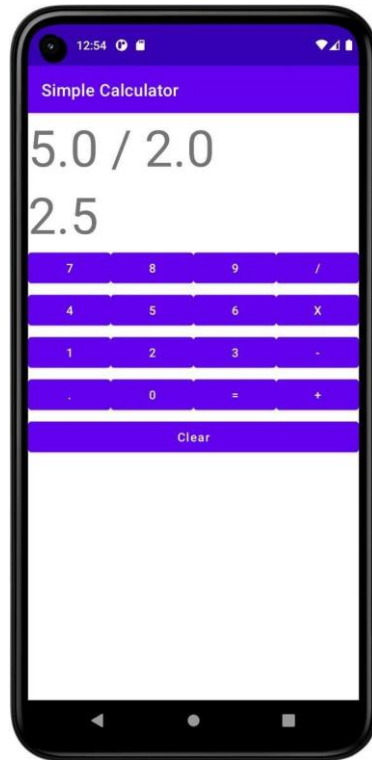 12:54
Simple Calculator
5.0 / 2.0
2.5
7 8 9 /
4 5 6 X
1 2 3 -
. 0 = +
Clear